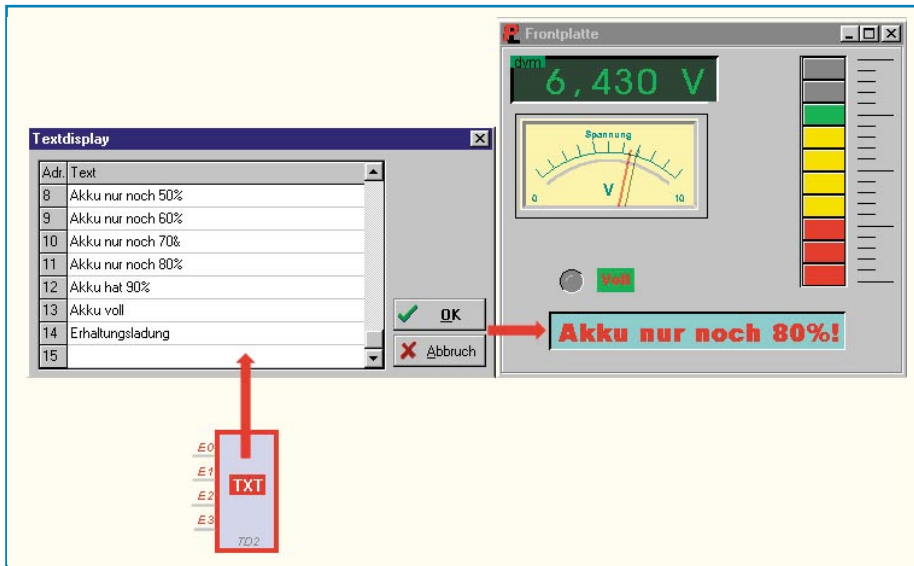 Frontplatte
dvm
6,430 V
Spannung
V
0
10
Voll
Akku nur noch 80%!
Textdisplay
Adr. Text
8 Akku nur noch 50%
9 Akku nur noch 60%
10 Akku nur noch 70%
11 Akku nur noch 80%
12 Akku hat 90%
13 Akku voll
14 Erhaltungsladung
15
OK
Abbruch
E0
E1
E2
E3
TXT
TD2